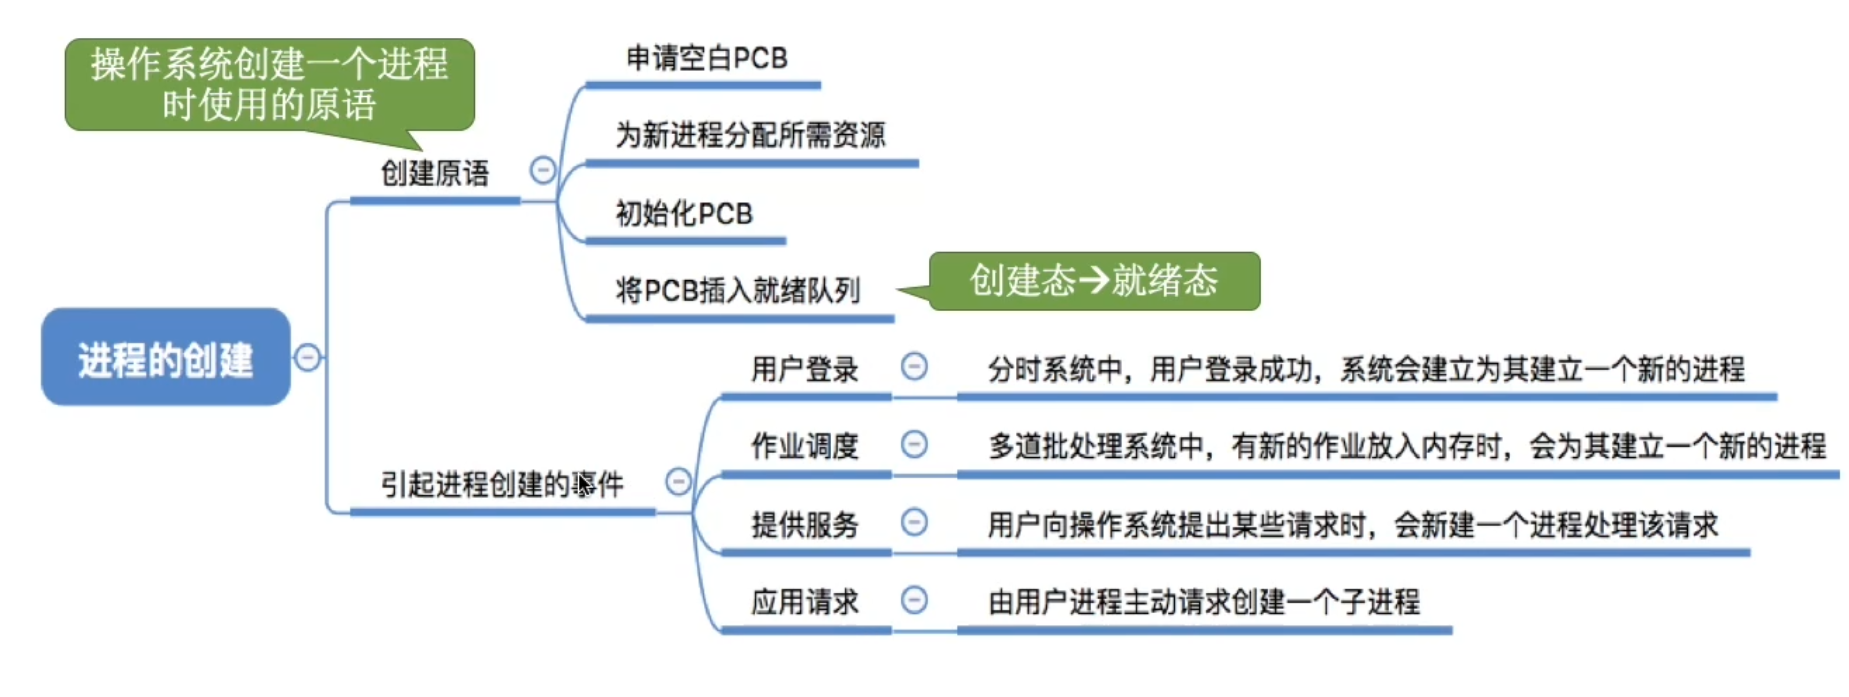 操作系统创建一个进程
时使用的原语
申请空白PCB
为新进程分配所需资源
创建原语
初始化PCB
将PCB插入就绪队列
创建态→就绪态
进程的创建
用户登录
分时系统中，用户登录成功，系统会建立为其建立一个新的进程
作业调度
多道批处理系统中，有新的作业放入内存时，会为其建立一个新的进程
引起进程创建的事件
提供服务
用户向操作系统提出某些请求时，会新建一个进程处理该请求
应用请求
由用户进程主动请求创建一个子进程